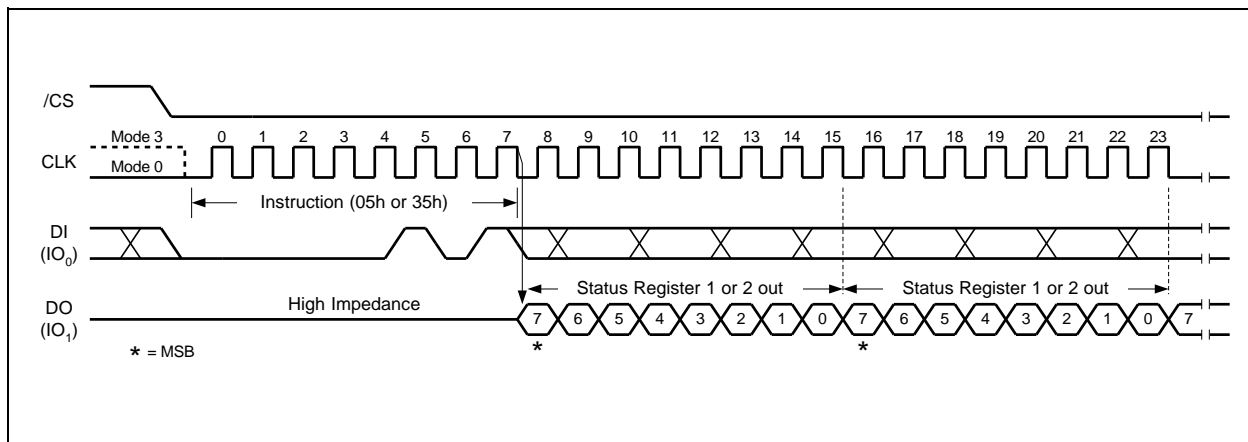 /CS
Mode 3 0 1 2 3 4 5 6 7 8 9 10 11 12 13 14 15 16 17 18 19 20 21 22 23
CLK Mode 0
Instruction (05h or 35h)
DI
(IO0)
Status Register 1 or 2 out Status Register 1 or 2 out
High Impedance
DO
(IO1)
7 6 5 4 3 2 1 0 7 6 5 4 3 2 1 0 7
* *
* = MSB